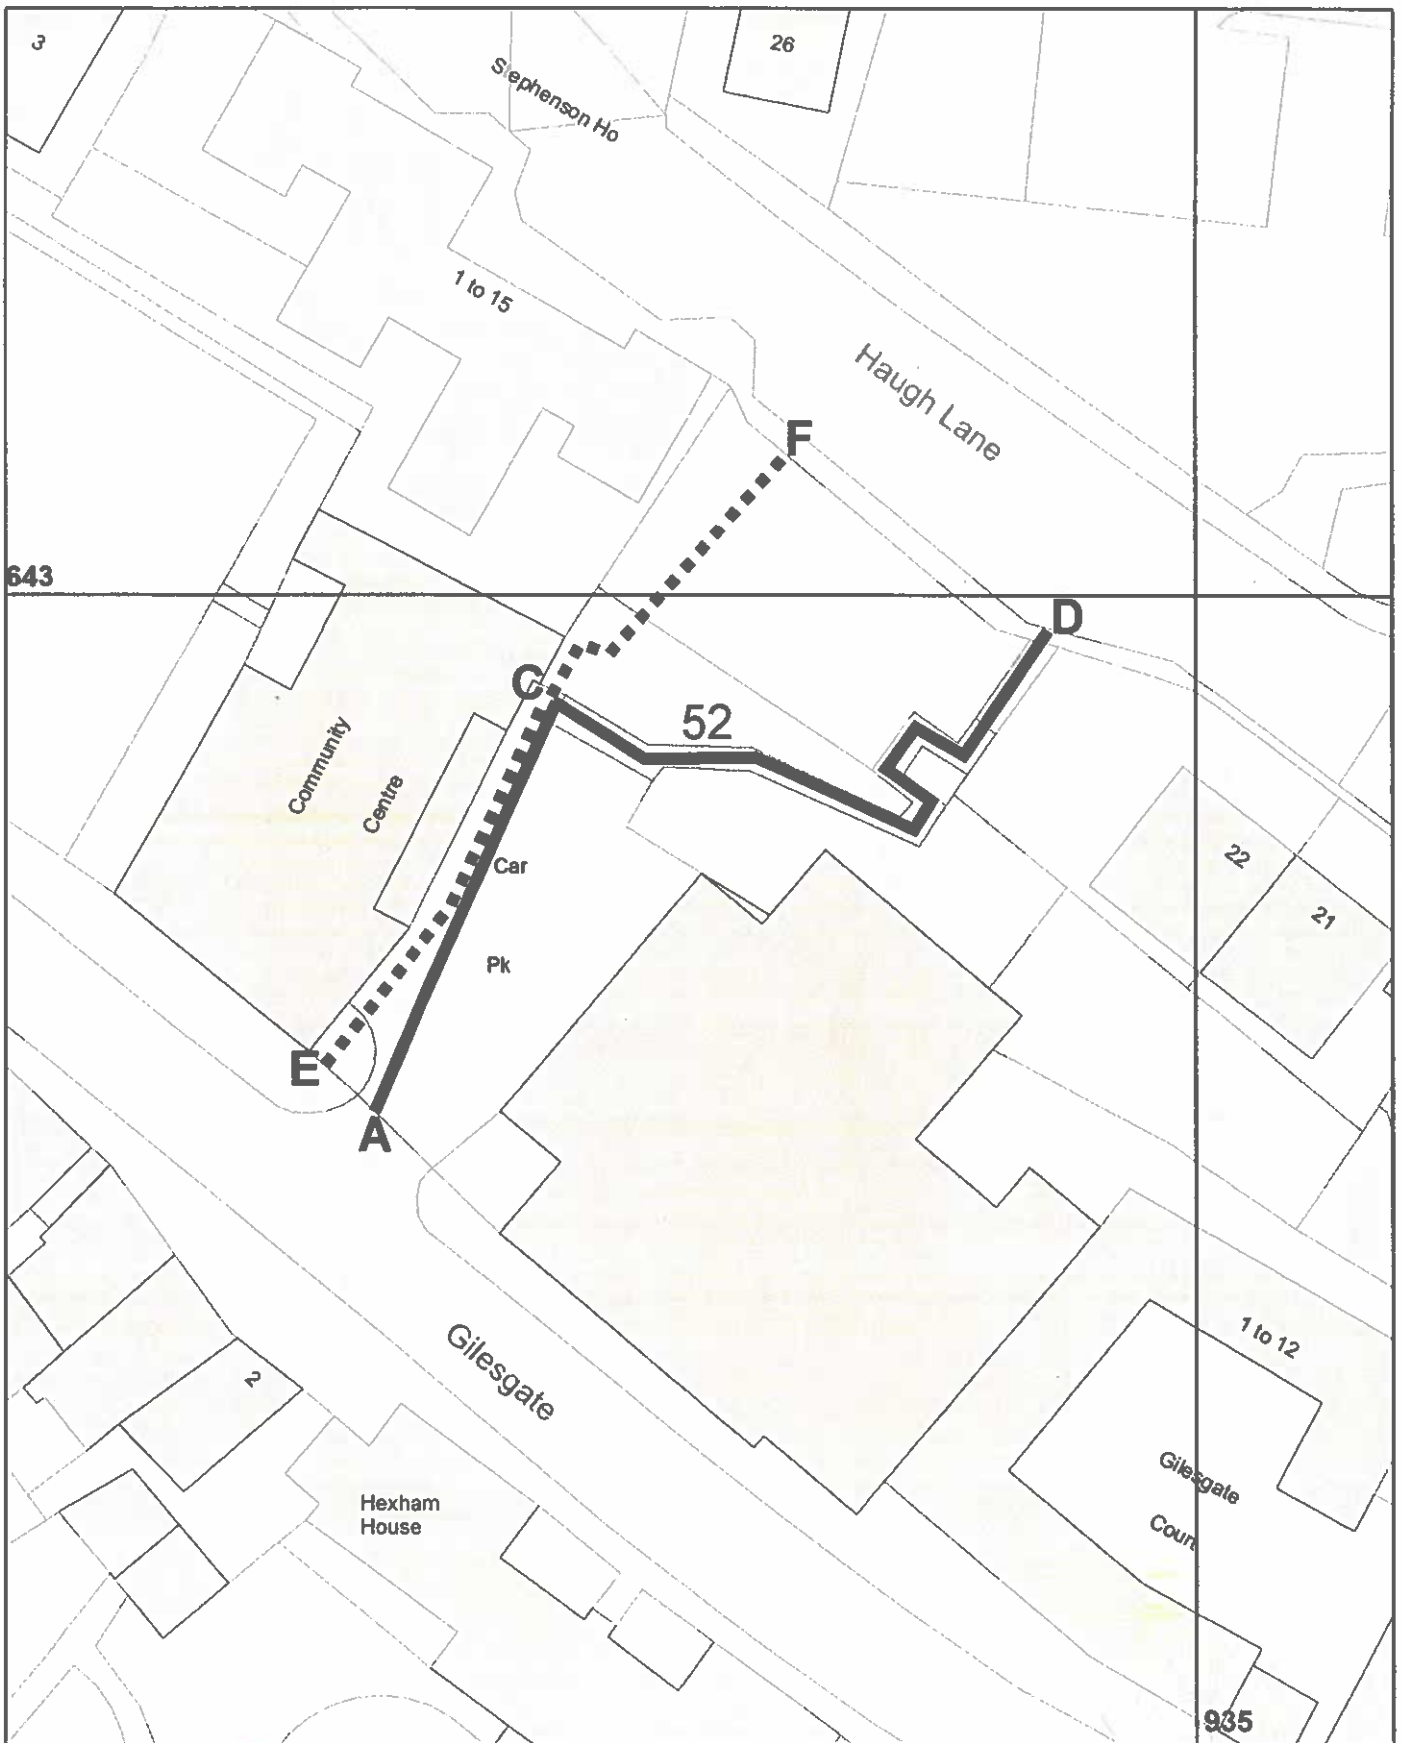 3
26
Stephenson Ho
1 to 15
Haugh Lane
F
643
D
C
52
Community
Centre
Car
22
21
Pk
E
A
Gilesgate
1 to 12
2
Gilesgate
Hexham
House
Court
935